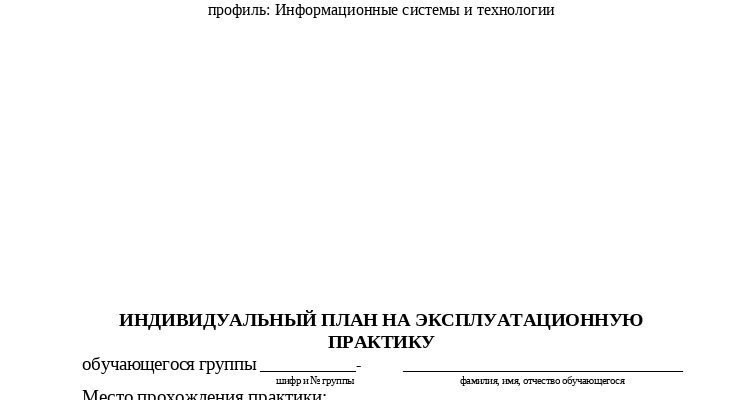 профиль: Информационные системы и технологии
ИНДИВИДУАЛЬНЫЙ ПЛАН НА ЭКСПЛУАТАЦИОННУЮ
ПРАКТИКУ
обучающегося группы ___________- ________________________________
шифр и № группы фамилия, имя, отчество обучающегося
Место прохождения практики: